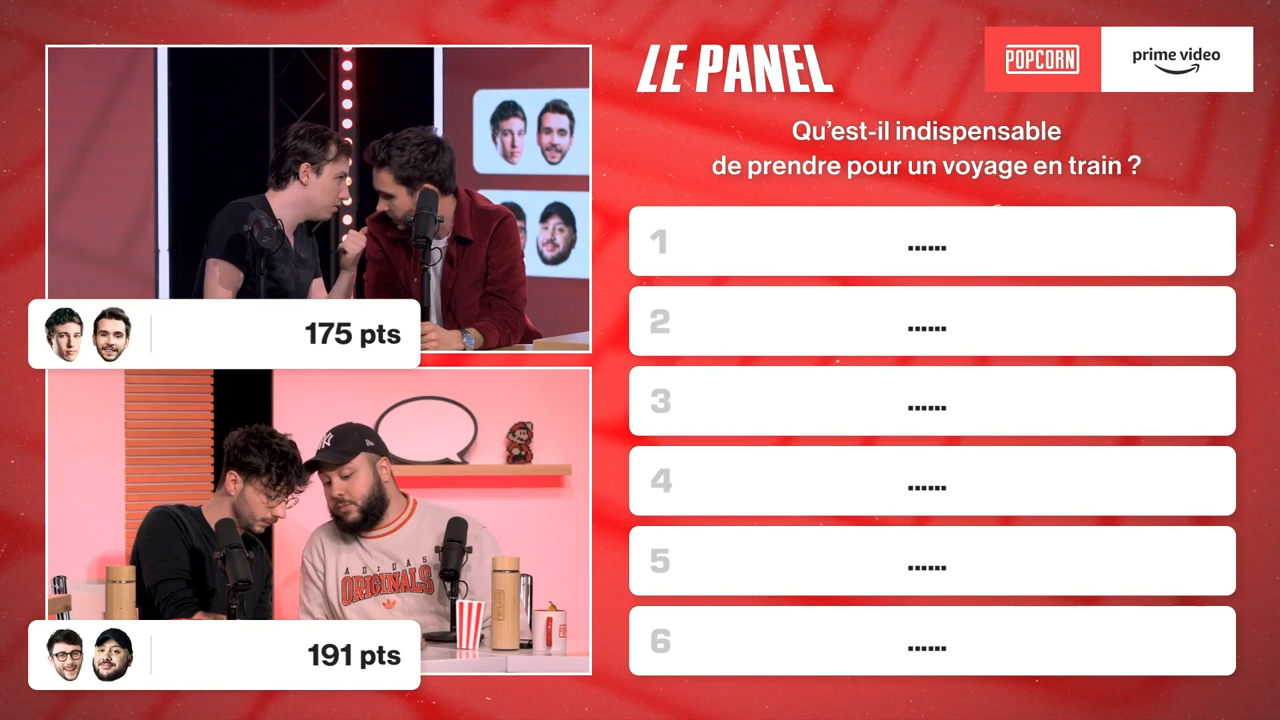 LE PANEL
POPCORN
prime video
Qu’est-il indispensable
de prendre pour un voyage en train ?
1 ......
2 ......
3 ......
4 ......
5 ......
6 ......
175 pts
ADIDAS
ORIGINALS
191 pts